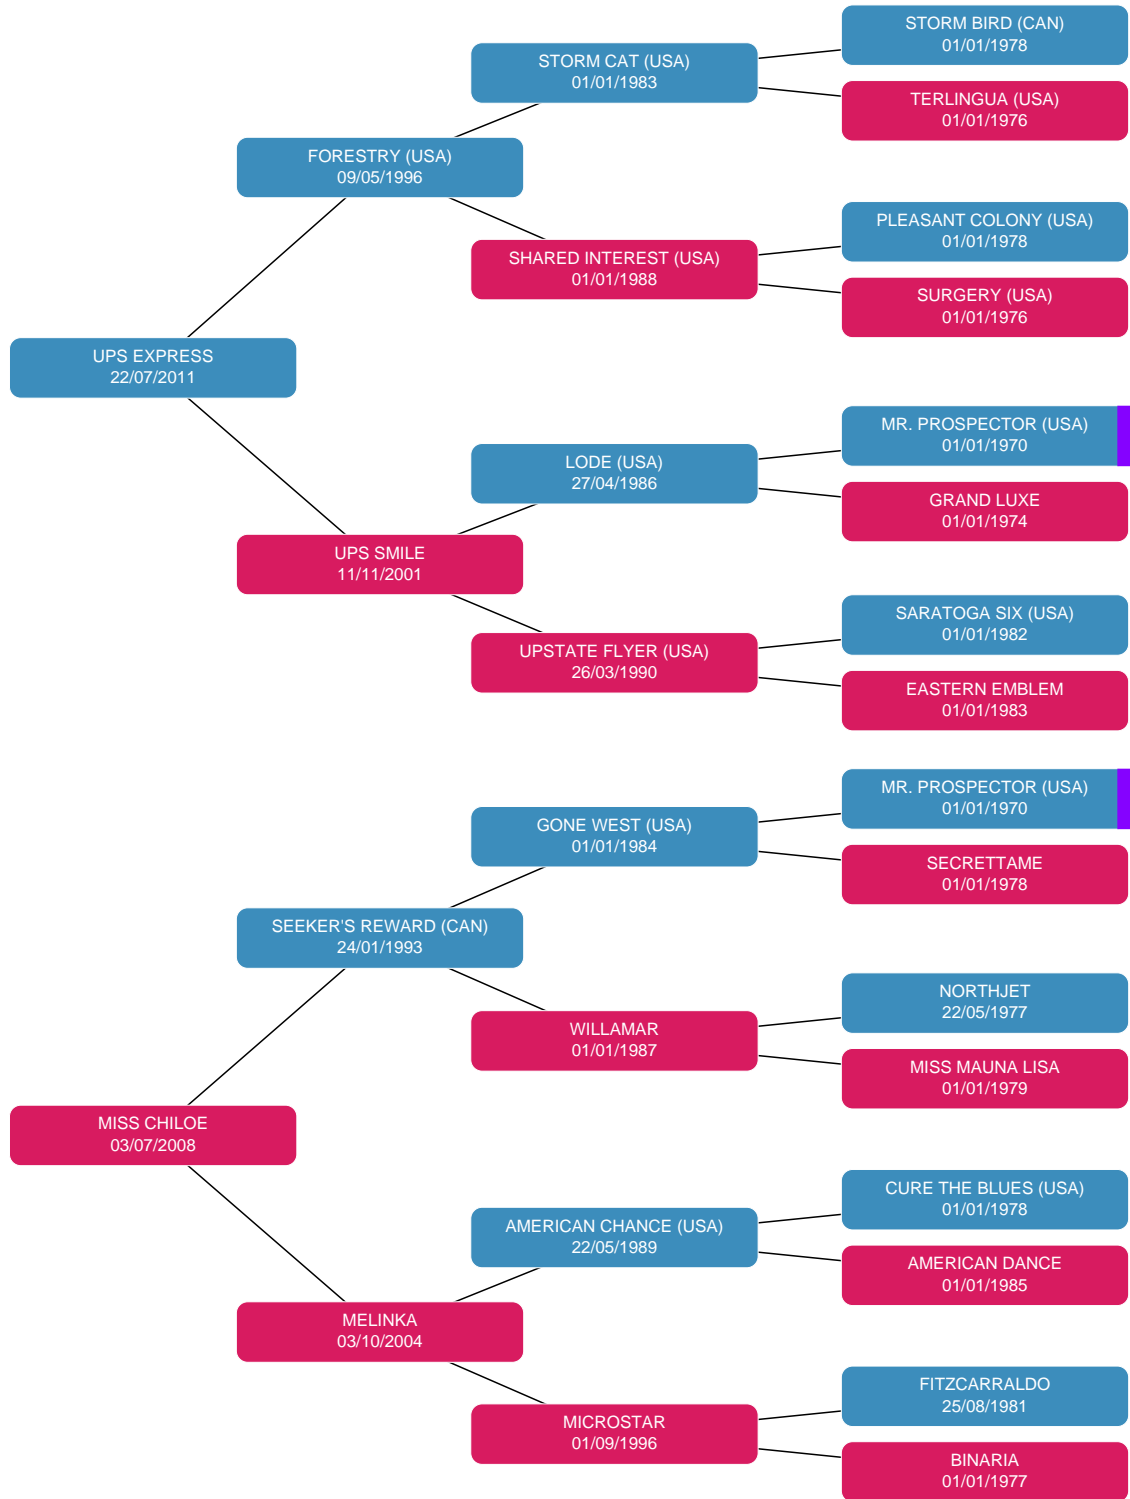 STORM BIRD (CAN)
01/01/1978
STORM CAT (USA)
01/01/1983
TERLINGUA (USA)
01/01/1976
FORESTRY (USA)
09/05/1996
PLEASANT COLONY (USA)
01/01/1978
SHARED INTEREST (USA)
01/01/1988
SURGERY (USA)
01/01/1976
UPS EXPRESS
22/07/2011
MR. PROSPECTOR (USA)
01/01/1970
LODE (USA)
27/04/1986
GRAND LUXE
01/01/1974
UPS SMILE
11/11/2001
SARATOGA SIX (USA)
01/01/1982
UPSTATE FLYER (USA)
26/03/1990
EASTERN EMBLEM
01/01/1983
MR. PROSPECTOR (USA)
01/01/1970
GONE WEST (USA)
01/01/1984
SECRETTAME
01/01/1978
SEEKER'S REWARD (CAN)
24/01/1993
NORTHJET
22/05/1977
WILLAMAR
01/01/1987
MISS MAUNA LISA
01/01/1979
MISS CHILOE
03/07/2008
CURE THE BLUES (USA)
01/01/1978
AMERICAN CHANCE (USA)
22/05/1989
AMERICAN DANCE
01/01/1985
MELINKA
03/10/2004
FITZCARRALDO
25/08/1981
MICROSTAR
01/09/1996
BINARIA
01/01/1977